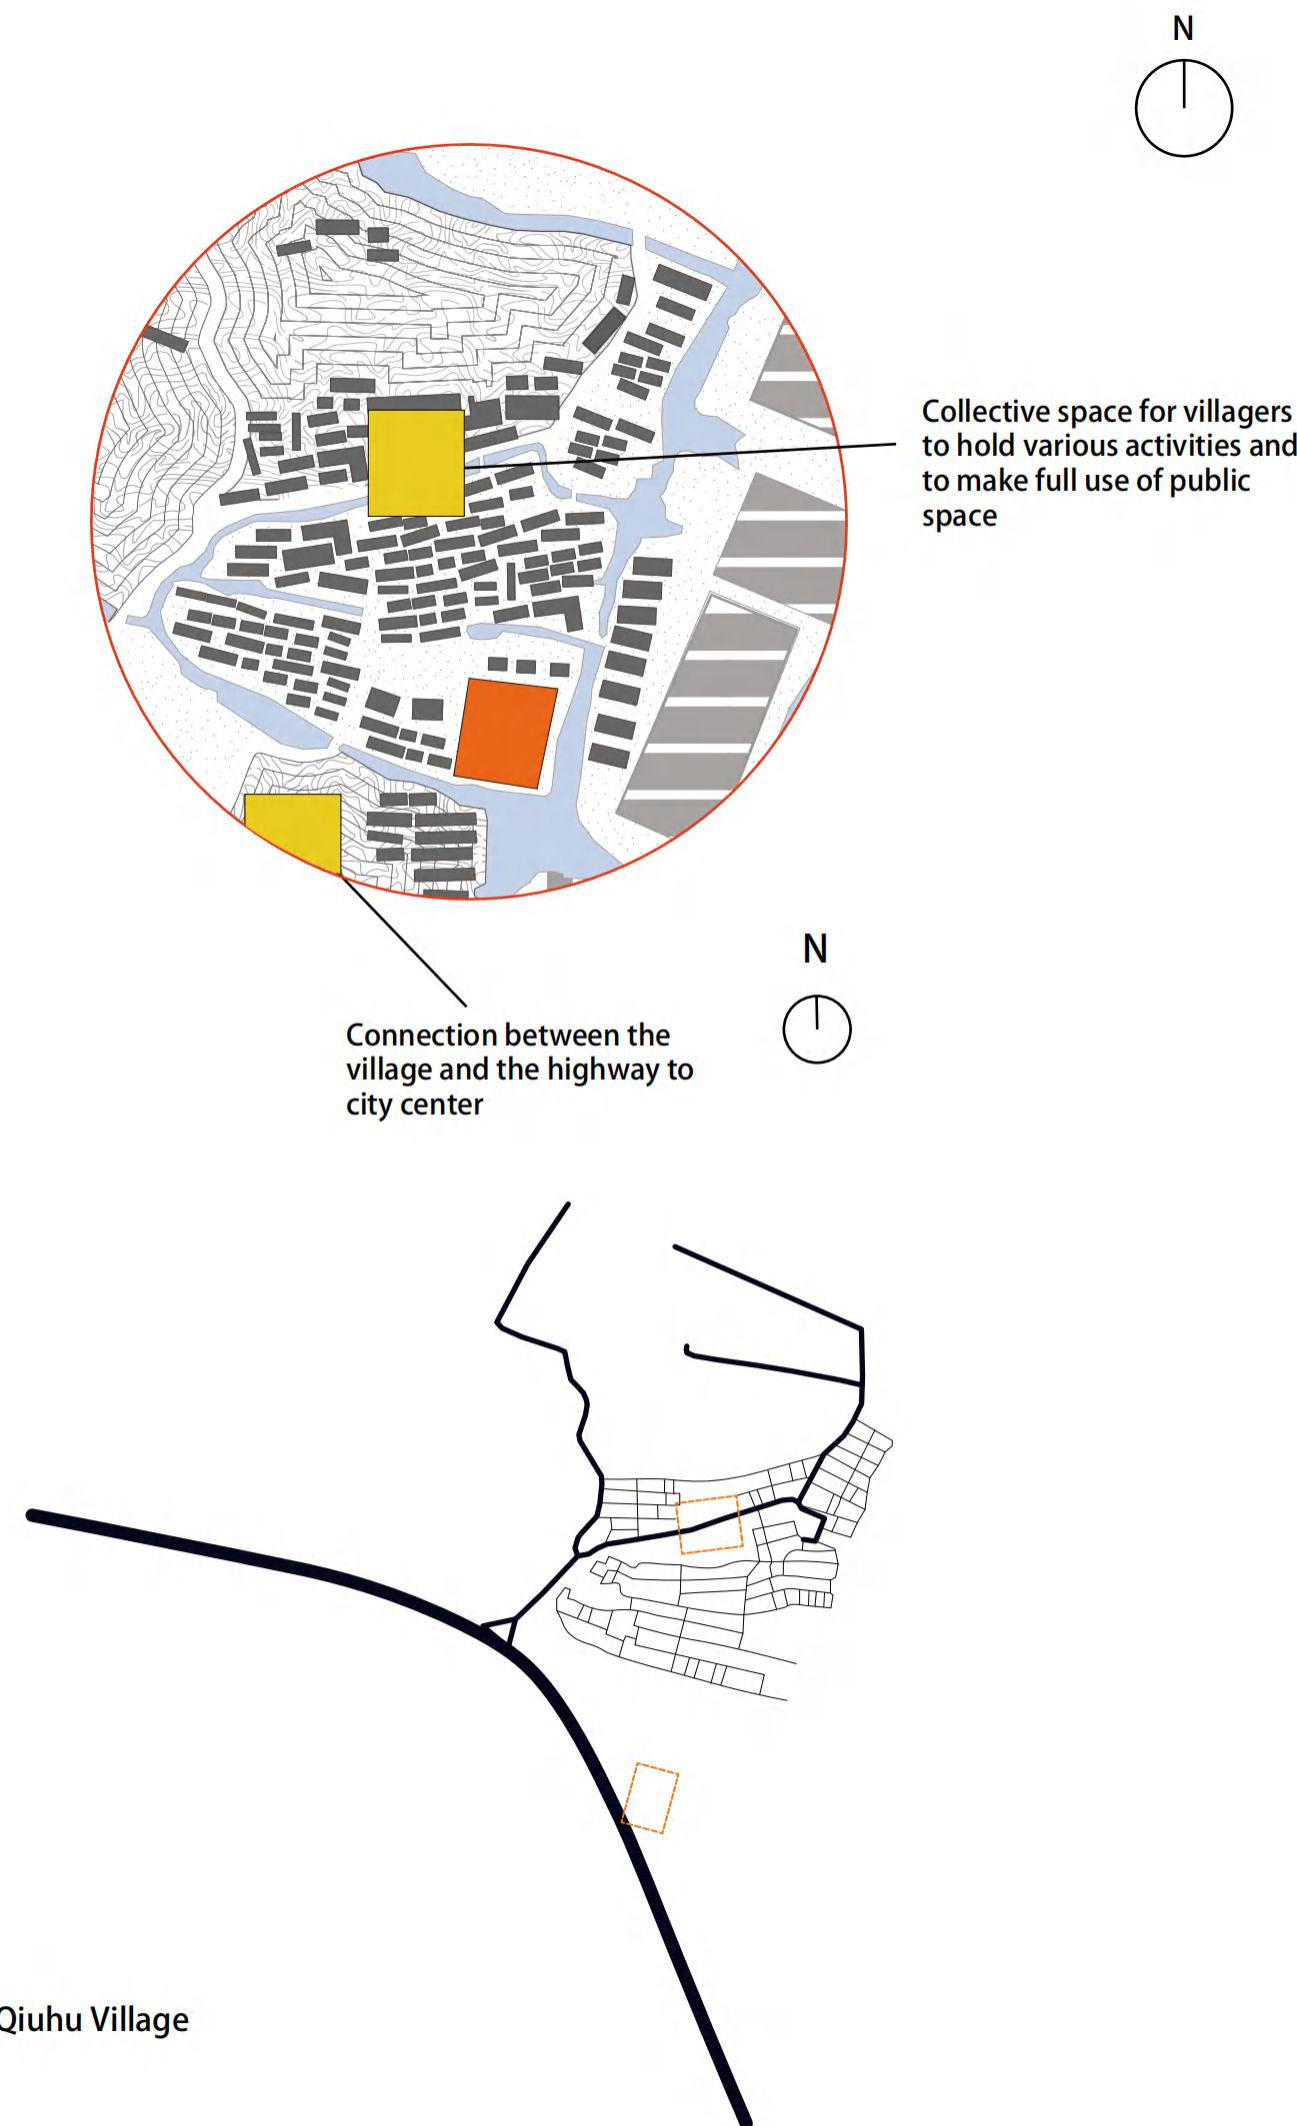 N
Collective space for villagers
to hold various activities and
to make full use of public
space
N
Connection between the
village and the highway to
city center
Qiuhu Village